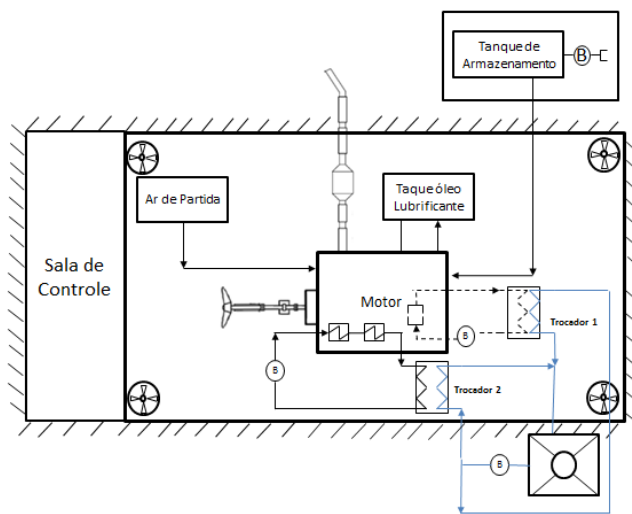 Tanque de
Armazenamento
B
Ar de Partida
Taque óleo
Lubrificante
Sala de
Controle
Motor
Trocador 1
B
B
Trocador 2
B